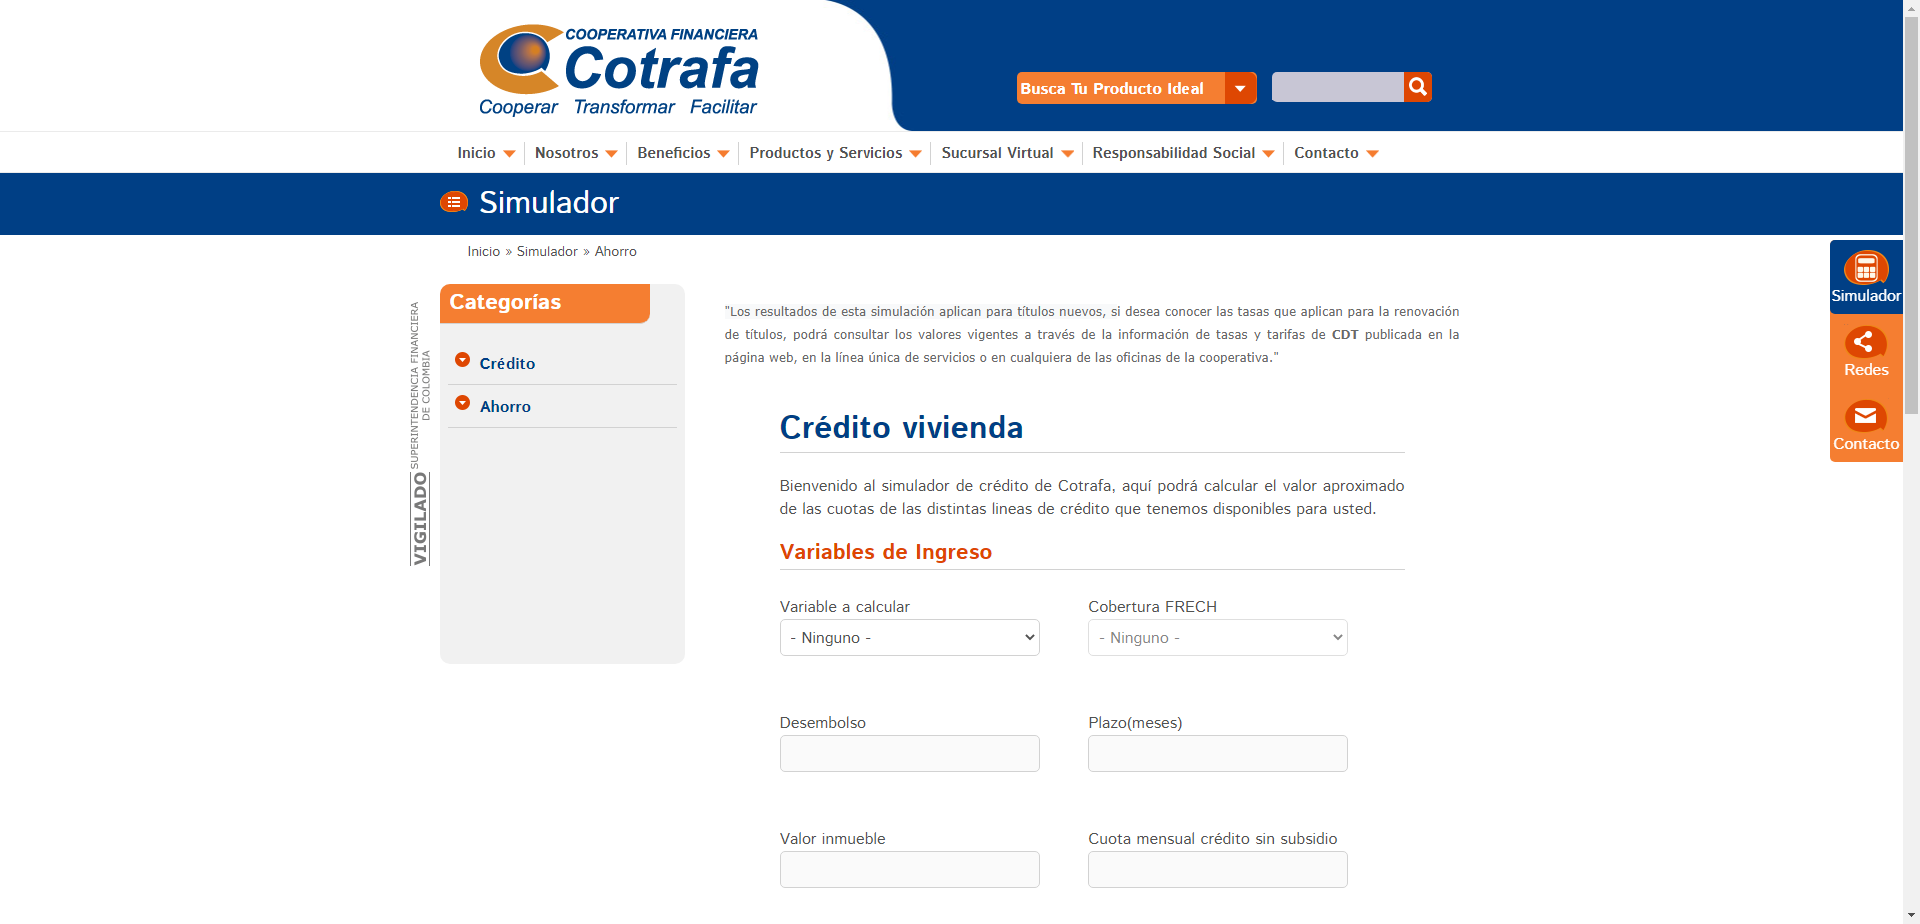 COOPERATIVA FINANCIERA
Cotrafa
Cooperar Transformar Facilitar
Busca Tu Producto Ideal
Inicio
Nosotros
Beneficios
Productos y Servicios
Sucursal Virtual
Responsabilidad Social
Contacto
Simulador
Inicio » Simulador » Ahorro
VIGILADO
SUPERINTENDENCIA FINANCIERA
DE COLOMBIA
Categorías
Crédito
Ahorro
"Los resultados de esta simulación aplican para títulos nuevos, si desea conocer las tasas que aplican para la renovación
de títulos, podrá consultar los valores vigentes a través de la información de tasas y tarifas de CDT publicada en la
página web, en la línea única de servicios o en cualquiera de las oficinas de la cooperativa."
Crédito vivienda
Bienvenido al simulador de crédito de Cotrafa, aquí podrá calcular el valor aproximado
de las cuotas de las distintas lineas de crédito que tenemos disponibles para usted.
Variables de Ingreso
Variable a calcular
- Ninguno -
Cobertura FRECH
- Ninguno -
Desembolso
Plazo(meses)
Valor inmueble
Cuota mensual crédito sin subsidio
Simulador
Redes
Contacto